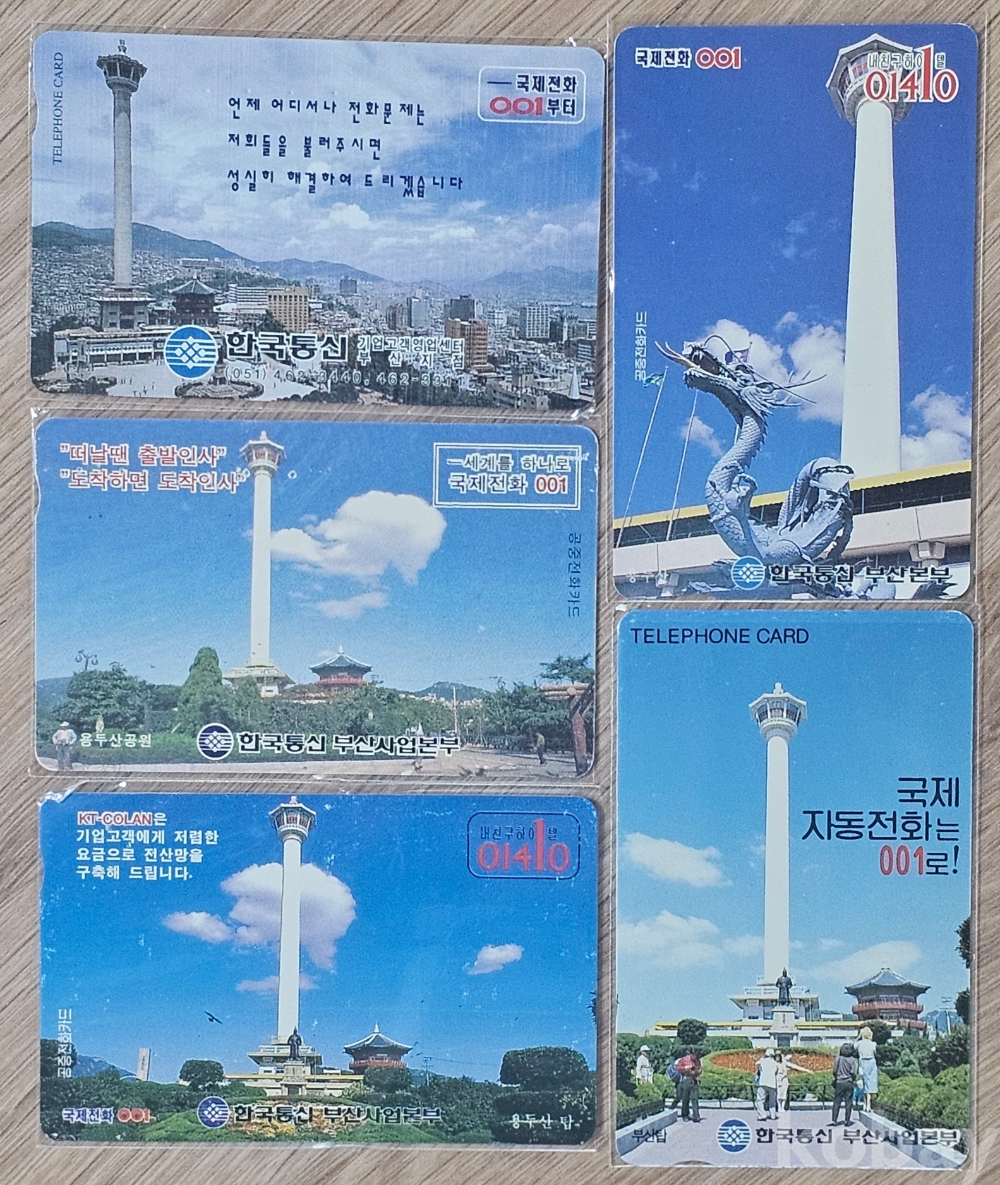 TELEPHONE CARD
언제 어디서나 전화문제는
저희들을 불러주시면
성실히 해결하여 드리겠습니다
국제전화
001부터
한국통신 기업고객영업센터
(051) 462-3440,
국제전화 001
내친구하이텔
01410
공중전화카드
한국통신 부산본부
"떠날땐 출발인사"
"도착하면 도착인사"
세계를 하나로
국제전화 001
공중전화카드
용두산공원
한국통신 부산사업본부
TELEPHONE CARD
국제
자동전화는
001로!
부산탑
한국통신 부산사업본부
KT-COLAN은
기업고객에게 저렴한
요금으로 전산망을
구축해 드립니다.
내친구하이텔
01410
공중전화카드
국제전화 001
한국통신 부산사업본부
용두산 탑
kobay